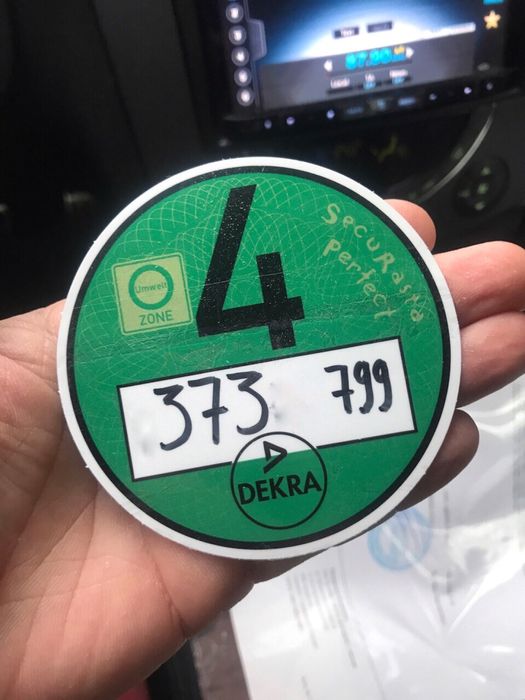 4
Umwelt
ZONE
SecuRasta
Perfect
373 799
DEKRA